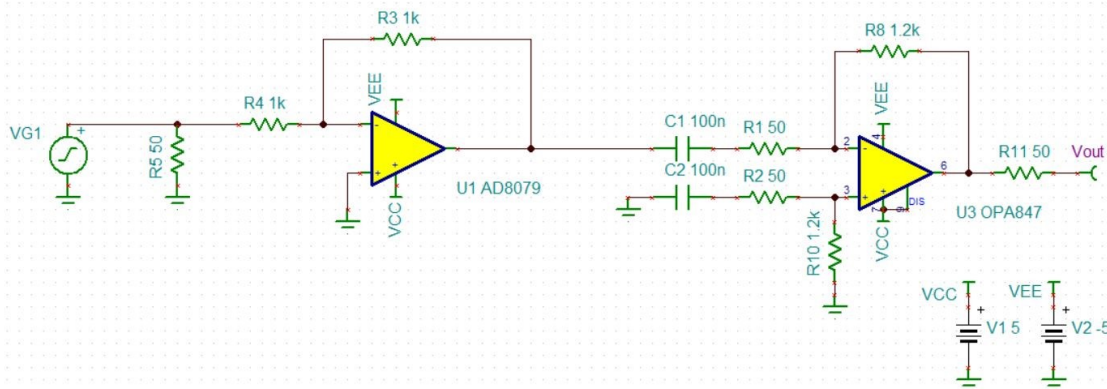 R3 1k
R8 1.2k
VG1
+
R4 1k
VEE
-
+
+
VCC
U1 AD8079
R5 50
C1 100n
R1 50
C2 100n
R2 50
VEE
2
4
-
3
+
+
6
7
9
DIS
VCC
U3 OPA847
R11 50
Vout
R10 1.2k
VCC
+
V1 5
VEE
+
V2 -5